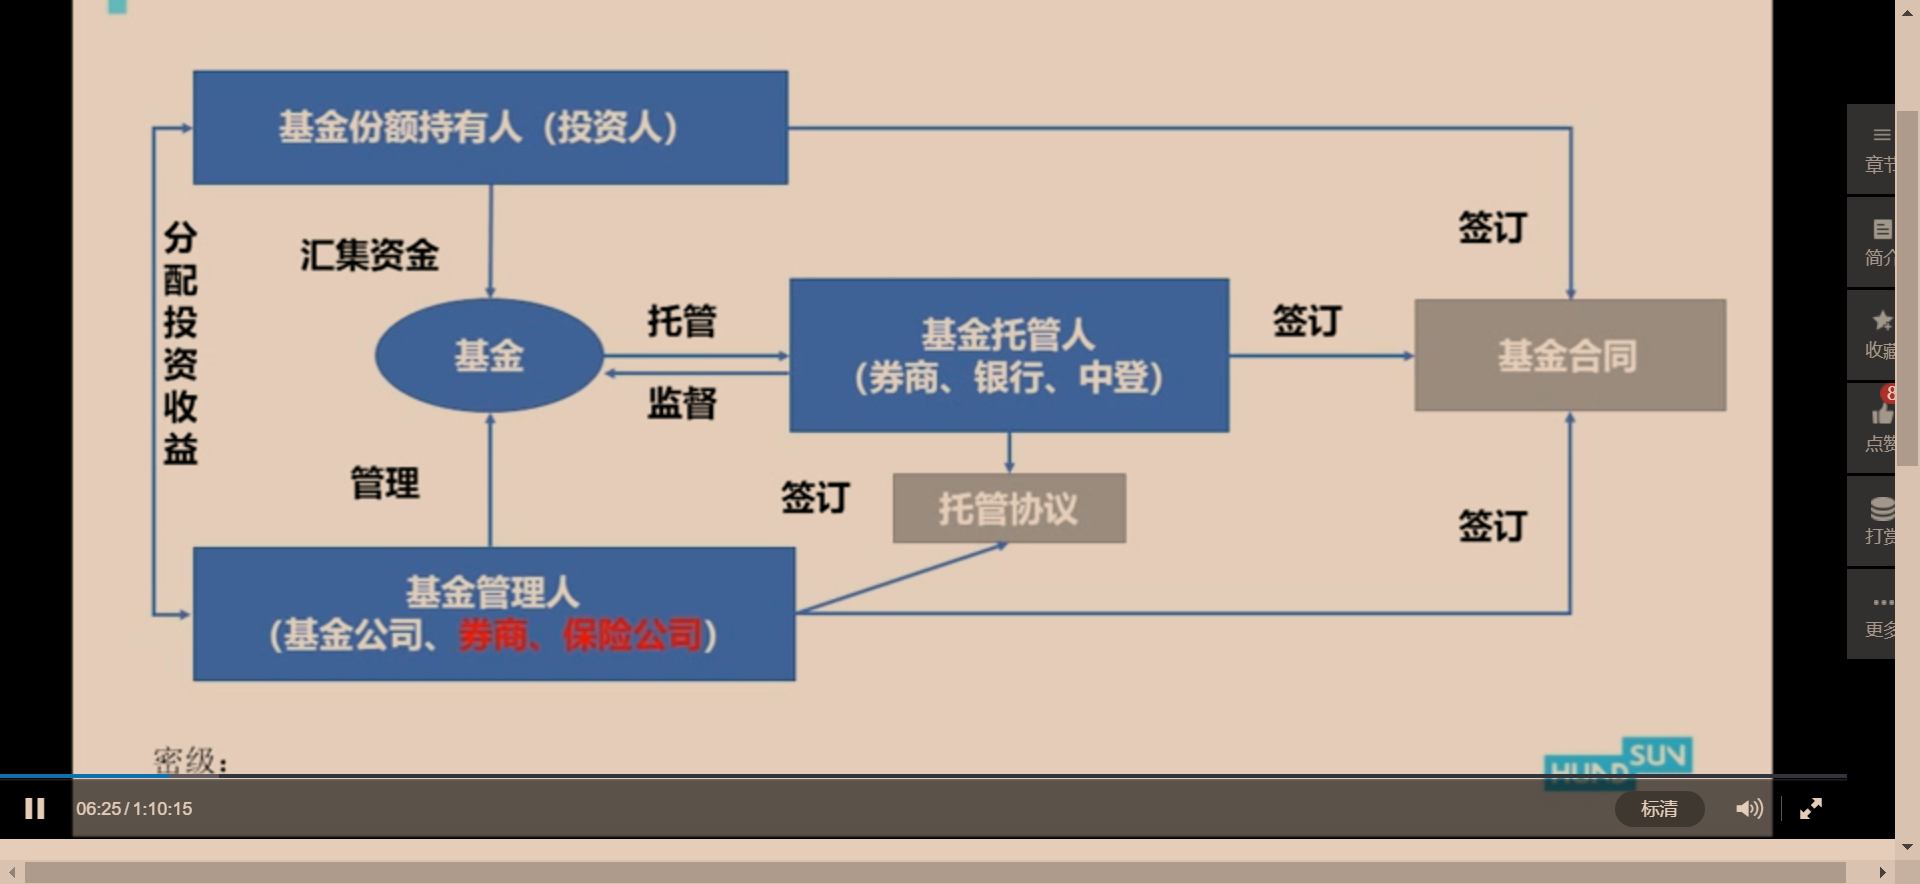 基金份额持有人（投资人）
分配投资收益
汇集资金
签订
基金
托管
监督
基金托管人
（券商、银行、中登）
签订
基金合同
管理
签订
托管协议
签订
基金管理人
（基金公司、券商、保险公司）
密级：
HUNDSUN
06:25 / 1:10:15
标清
章节
简介
收藏
8
点赞
打赏
更多